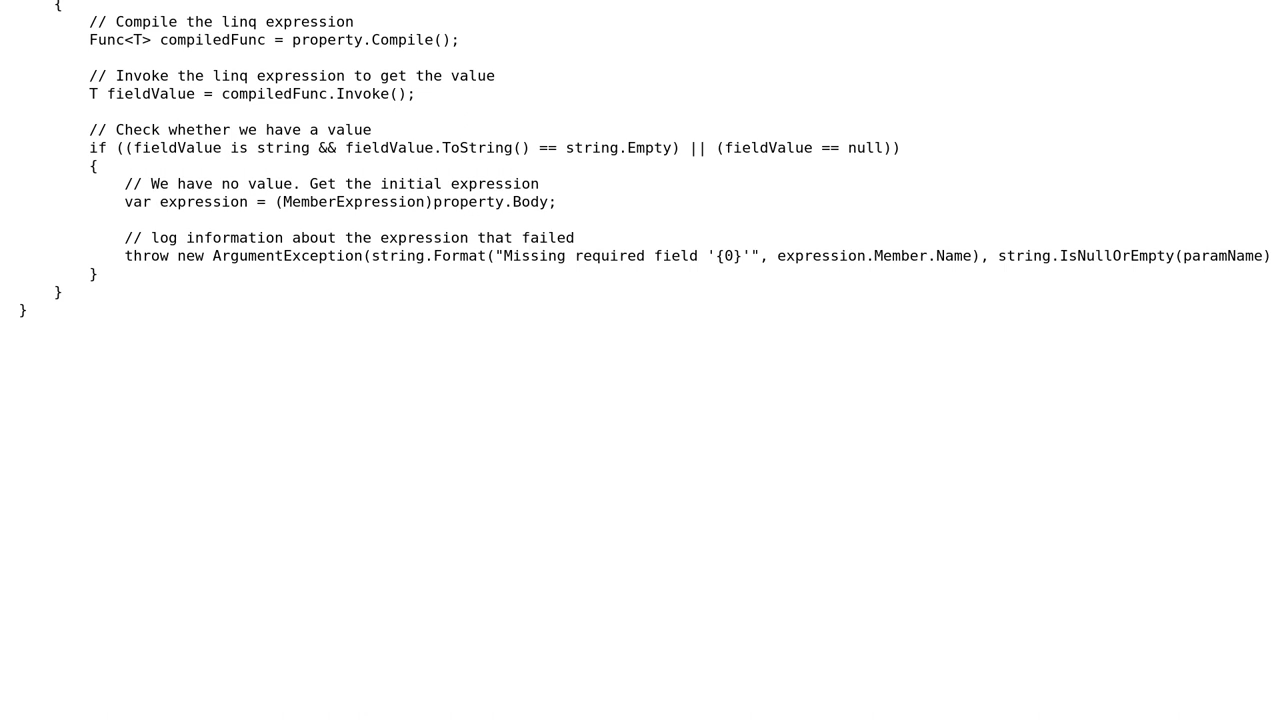 {
// Compile the linq expression
Func<T> compiledFunc = property.Compile();
// Invoke the linq expression to get the value
T fieldValue = compiledFunc.Invoke();
// Check whether we have a value
if ((fieldValue is string && fieldValue.ToString() == string.Empty) || (fieldValue == null))
{
// We have no value. Get the initial expression
var expression = (MemberExpression)property.Body;
// log information about the expression that failed
throw new ArgumentException(string.Format("Missing required field '{0}'", expression.Member.Name), string.IsNullOrEmpty(paramName)
}
}
}